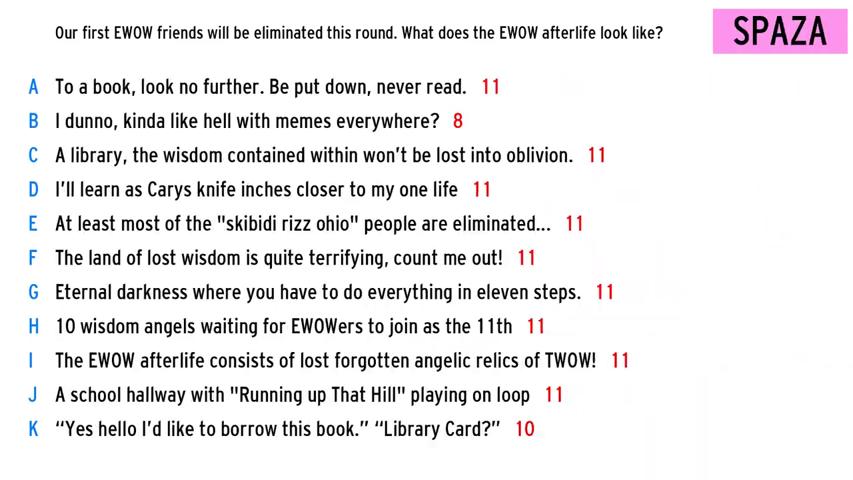 Our first EWOW friends will be eliminated this round. What does the EWOW afterlife look like?
SPAZA
A To a book, look no further. Be put down, never read. 11
B I dunno, kinda like hell with memes everywhere? 8
C A library, the wisdom contained within won't be lost into oblivion. 11
D I'll learn as Carys knife inches closer to my one life 11
E At least most of the "skibidi rizz ohio" people are eliminated... 11
F The land of lost wisdom is quite terrifying, count me out! 11
G Eternal darkness where you have to do everything in eleven steps. 11
H 10 wisdom angels waiting for EWOWers to join as the 11th 11
I The EWOW afterlife consists of lost forgotten angelic relics of TWOW! 11
J A school hallway with "Running up That Hill" playing on loop 11
K “Yes hello I’d like to borrow this book.” “Library Card?” 10